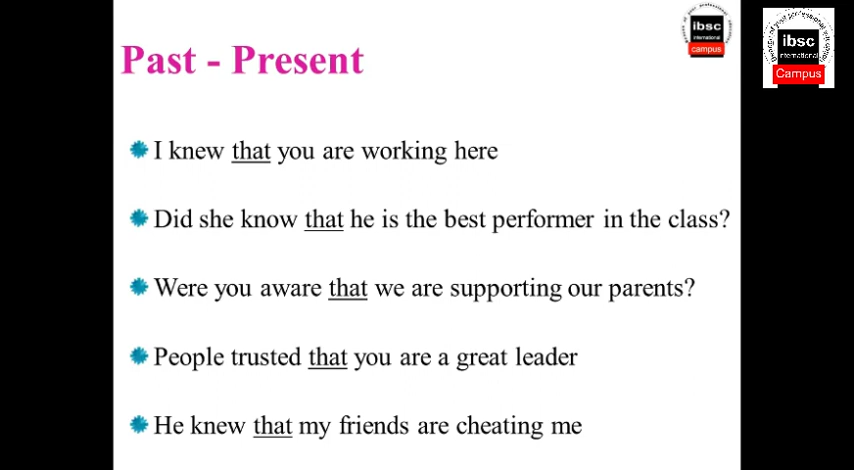 Past - Present
ibsc
international
campus
ibsc
international
Campus
I knew that you are working here
Did she know that he is the best performer in the class?
Were you aware that we are supporting our parents?
People trusted that you are a great leader
He knew that my friends are cheating me